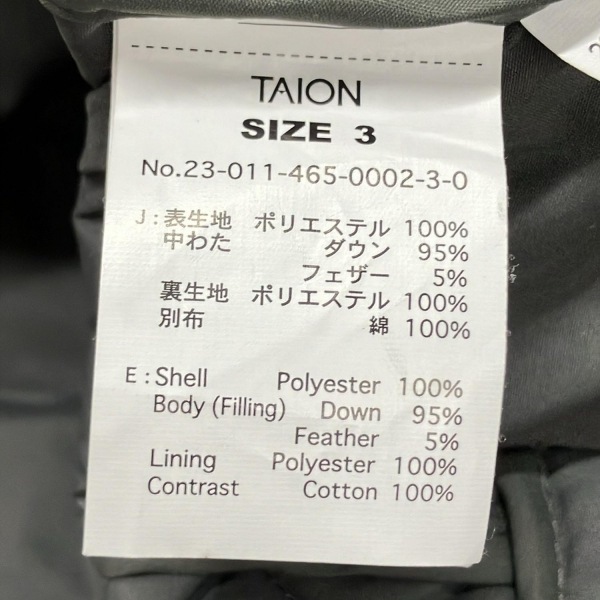 TAION
SIZE 3
No.23-011-465-0002-3-0
J：表生地 ポリエステル 100%
中わた ダウン 95%
フェザー 5%
裏生地 ポリエステル 100%
別布 綿 100%
E：Shell Polyester 100%
Body (Filling) Down 95%
Feather 5%
Lining Polyester 100%
Contrast Cotton 100%